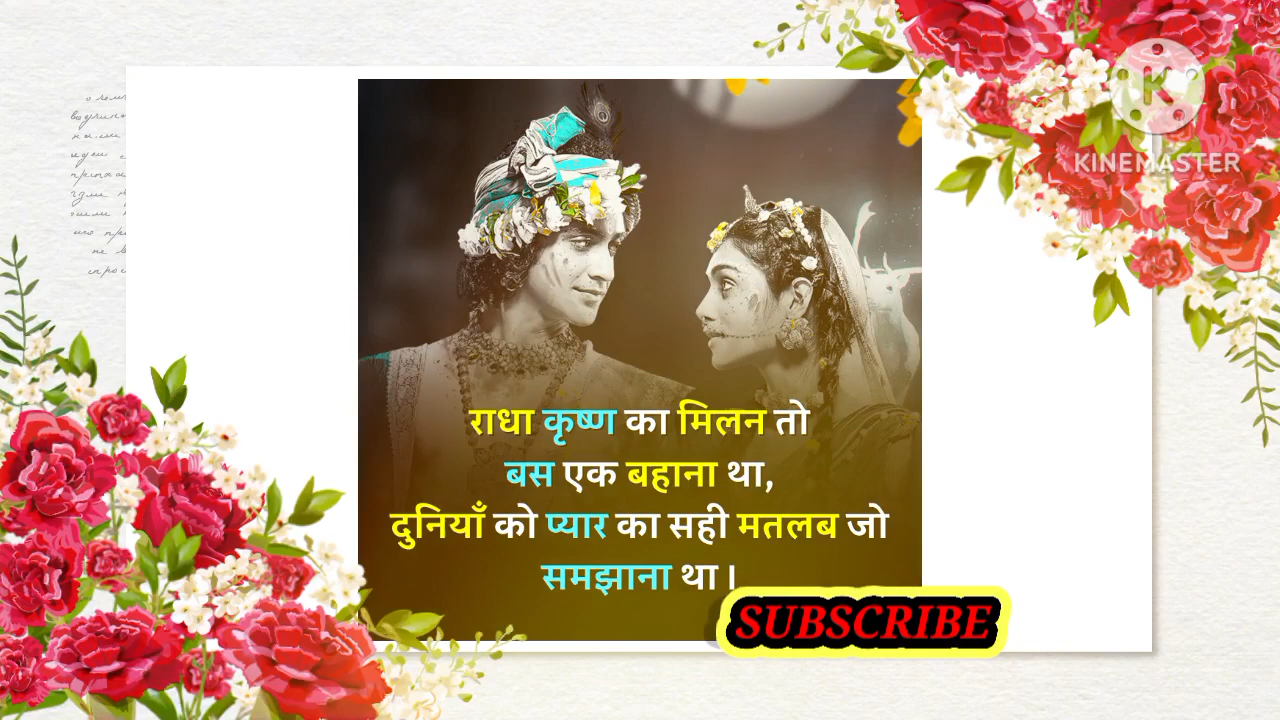 KINEMASTER
राधा कृष्ण का मिलन तो
बस एक बहाना था,
दुनियाँ को प्यार का सही मतलब जो
समझाना था।
SUBSCRIBE